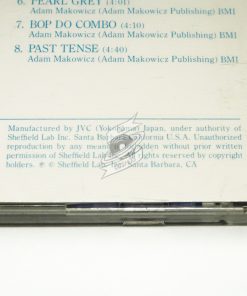 6. PEARL GREY (4:01)
Adam Makowicz (Adam Makowicz Publishing) BMI
7. BOP DO COMBO (4:10)
Adam Makowicz (Adam Makowicz Publishing) BMI
8. PAST TENSE (4:40)
Adam Makowicz (Adam Makowicz Publishing) BMI
Manufactured by JVC (Yokohama) Japan, under authority of
Sheffield Lab Inc. Santa Barbara, California U.S.A. Unauthorized
reproduction by any means forbidden without prior written
permission of Sheffield Lab. All rights reserved by copyright
holders. ℗ © Sheffield Lab, Inc. Santa Barbara, CA